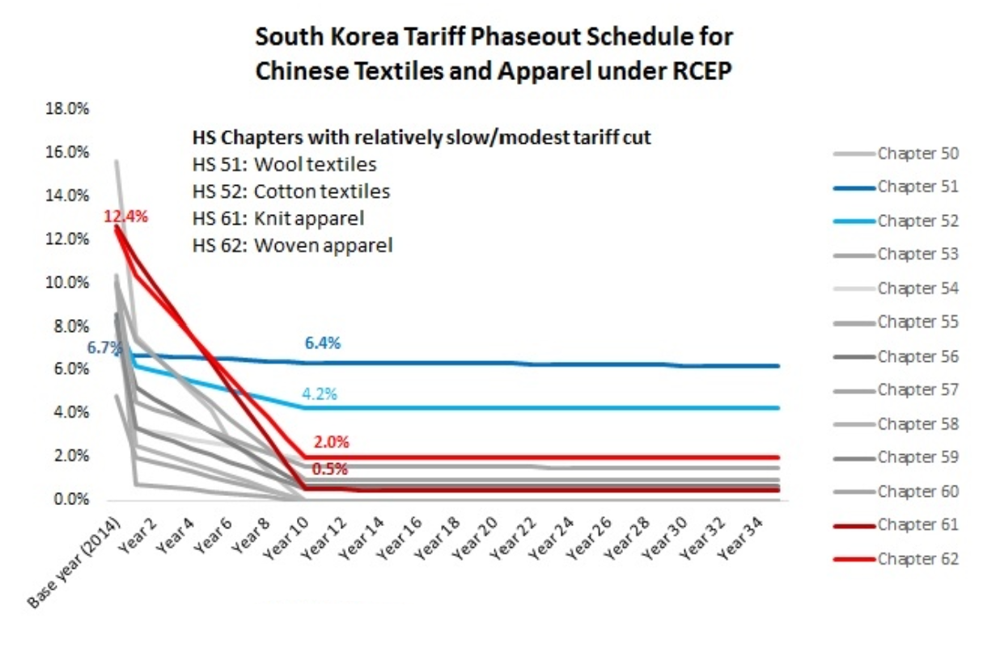 South Korea Tariff Phaseout Schedule for
Chinese Textiles and Apparel under RCEP
18.0%
16.0%
14.0%
12.0%
10.0%
8.0%
6.0%
4.0%
2.0%
0.0%
HS Chapters with relatively slow/modest tariff cut
HS 51: Wool textiles
HS 52: Cotton textiles
HS 61: Knit apparel
HS 62: Woven apparel
12.4%
6.7%
6.4%
4.2%
2.0%
0.5%
Base year (2014)
Year 2
Year 4
Year 6
Year 8
Year 10
Year 12
Year 14
Year 16
Year 18
Year 20
Year 22
Year 24
Year 26
Year 28
Year 30
Year 32
Year 34
Chapter 50
Chapter 51
Chapter 52
Chapter 53
Chapter 54
Chapter 55
Chapter 56
Chapter 57
Chapter 58
Chapter 59
Chapter 60
Chapter 61
Chapter 62